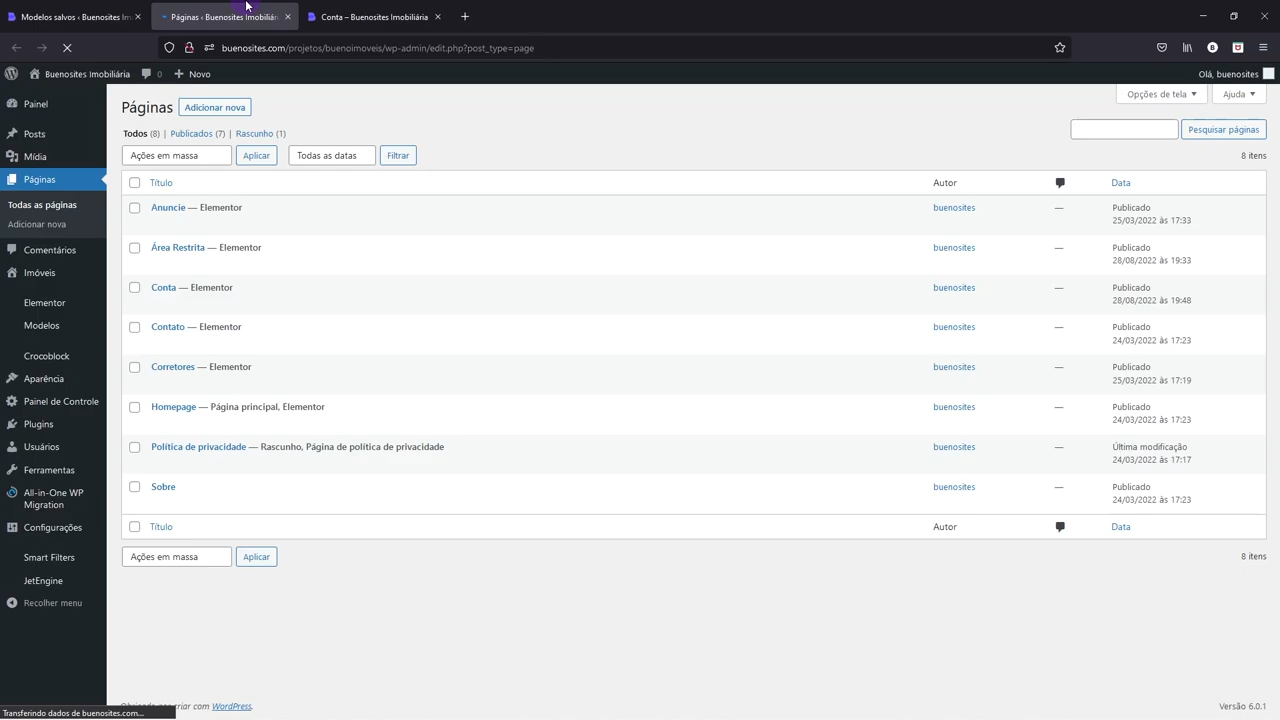 Modelos salvos ‹ Buenosites Im
Páginas ‹ Buenosites Imobiliári
Conta – Buenosites Imobiliária
buenosites.com/projetos/buenoimoveis/wp-admin/edit.php?post_type=page
Buenosites Imobiliária
0
Novo
Olá, buenosites
Painel
Posts
Mídia
Páginas
Todas as páginas
Adicionar nova
Comentários
Imóveis
Elementor
Modelos
Crocoblock
Aparência
Painel de Controle
Plugins
Usuários
Ferramentas
All-in-One WP
Migration
Configurações
Smart Filters
JetEngine
Recolher menu
Páginas Adicionar nova
Opções de tela Ajuda
Todos (8) | Publicados (7) | Rascunho (1)
Pesquisar páginas
Ações em massa Aplicar Todas as datas Filtrar
8 itens
Título Autor Data
Anuncie — Elementor buenosites — Publicado
25/03/2022 às 17:33
Área Restrita — Elementor buenosites — Publicado
28/08/2022 às 19:33
Conta — Elementor buenosites — Publicado
28/08/2022 às 19:48
Contato — Elementor buenosites — Publicado
24/03/2022 às 17:23
Corretores — Elementor buenosites — Publicado
25/03/2022 às 17:19
Homepage — Página principal, Elementor buenosites — Publicado
24/03/2022 às 17:23
Política de privacidade — Rascunho, Página de política de privacidade buenosites — Última modificação
24/03/2022 às 17:17
Sobre buenosites — Publicado
24/03/2022 às 17:23
Título Autor Data
Ações em massa Aplicar
8 itens
criar com WordPress.
Versão 6.0.1
Transferindo dados de buenosites.com...